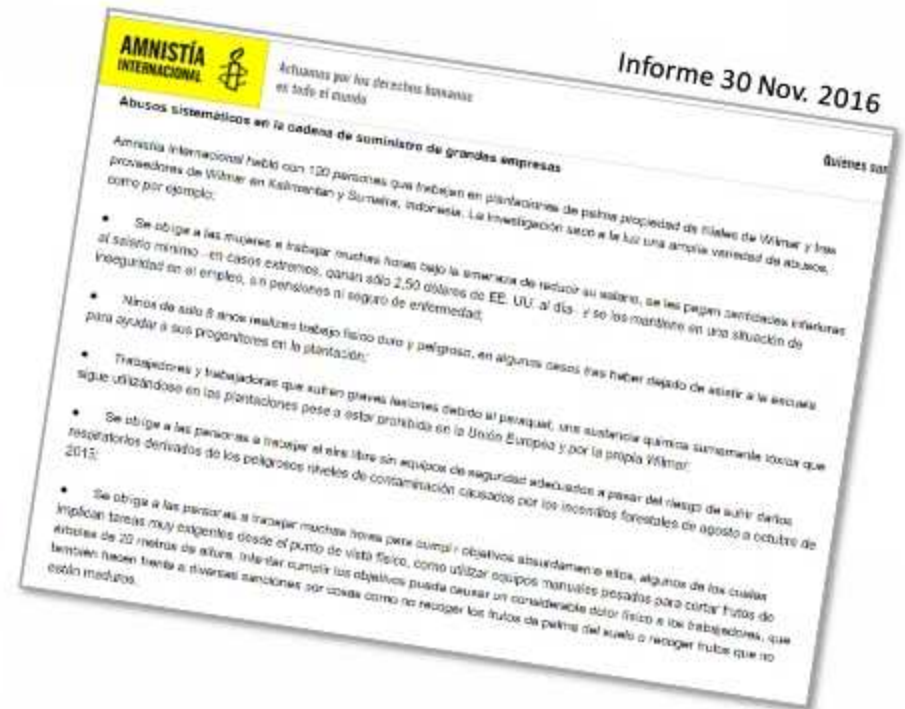 Informe 30 Nov. 2016
AMNISTÍA
INTERNACIONAL
Actuamos por los derechos humanos
en todo el mundo
Quienes son
Abusos sistemáticos en la cadena de suministro de grandes empresas
Amnistía Internacional habló con 120 personas que trabajan en plantaciones de palma propiedad de filiales de Wilmar y tres
proveedores de Wilmar en Kalimantan y Sumatra, Indonesia. La investigación sacó a la luz una amplia variedad de abusos,
como por ejemplo:
• Se obliga a las mujeres a trabajar muchas horas bajo la amenaza de reducir su salario, se les pagan cantidades inferiores
al salario mínimo -en casos extremos, ganan sólo 2,50 dólares de EE. UU. al día- y se los mantiene en una situación de
inseguridad en el empleo, sin pensiones ni seguro de enfermedad;
• Niños de sólo 8 años realizan trabajo físico duro y peligroso, en algunos casos tras haber dejado de asistir a la escuela
para ayudar a sus progenitores en la plantación;
• Trabajadores y trabajadoras que sufren graves lesiones debido al paraquat, una sustancia química sumamente tóxica que
sigue utilizándose en las plantaciones pese a estar prohibida en la Unión Europea y por la propia Wilmar;
• Se obliga a las personas a trabajar al aire libre sin equipos de seguridad adecuados a pesar del riesgo de sufrir daños
respiratorios derivados de los peligrosos niveles de contaminación causados por los incendios forestales de agosto a octubre de
2015;
• Se obliga a las personas a trabajar muchas horas para cumplir objetivos absurdamente altos, algunos de los cuales
implican tareas muy exigentes desde el punto de vista físico, como utilizar equipos manuales pesados para cortar frutos de
árboles de 20 metros de altura. Intentar cumplir los objetivos puede causar un considerable dolor físico a los trabajadores, que
también hacen frente a diversas sanciones por cosas como no recoger los frutos de palma del suelo o recoger frutos que no
están maduros.